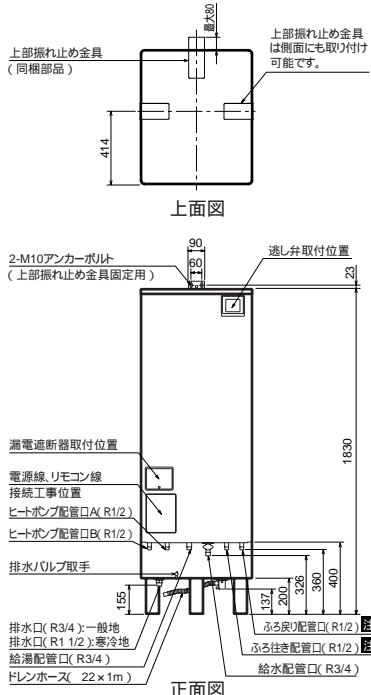 最大80
上部振れ止め金具
(同梱部品)
上部振れ止め金具
は側面にも取り付け
可能です。
414
上面図
90
60
2-M10アンカーボルト
(上部振れ止め金具固定用)
逃し弁取付位置
23
1830
漏電遮断器取付位置
電源線、リモコン線
接続工事位置
ヒートポンプ配管口A(R1/2)
ヒートポンプ配管口B(R1/2)
排水バルブ取手
155
137
200
326
360
400
排水口(R3/4):一般地
排水口(R1 1/2):寒冷地
給湯配管口(R3/4)
ドレンホース( 22×1m)
ふろ戻り配管口(R1/2)
ふろ往き配管口(R1/2)
給水配管口(R3/4)
正面図